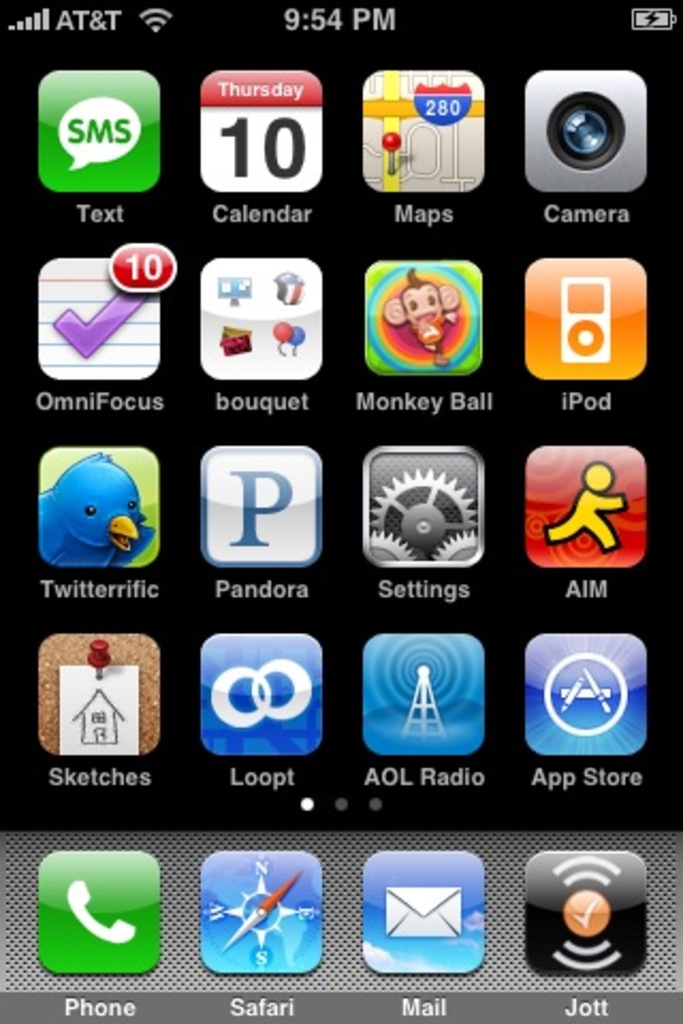 AT&T 9:54 PM
SMS Thursday 10 280
Text Calendar Maps Camera
10
OmniFocus bouquet Monkey Ball iPod
P
Twitterrific Pandora Settings AIM
Sketches Loopt AOL Radio App Store
N
W E
S
Phone Safari Mail Jott